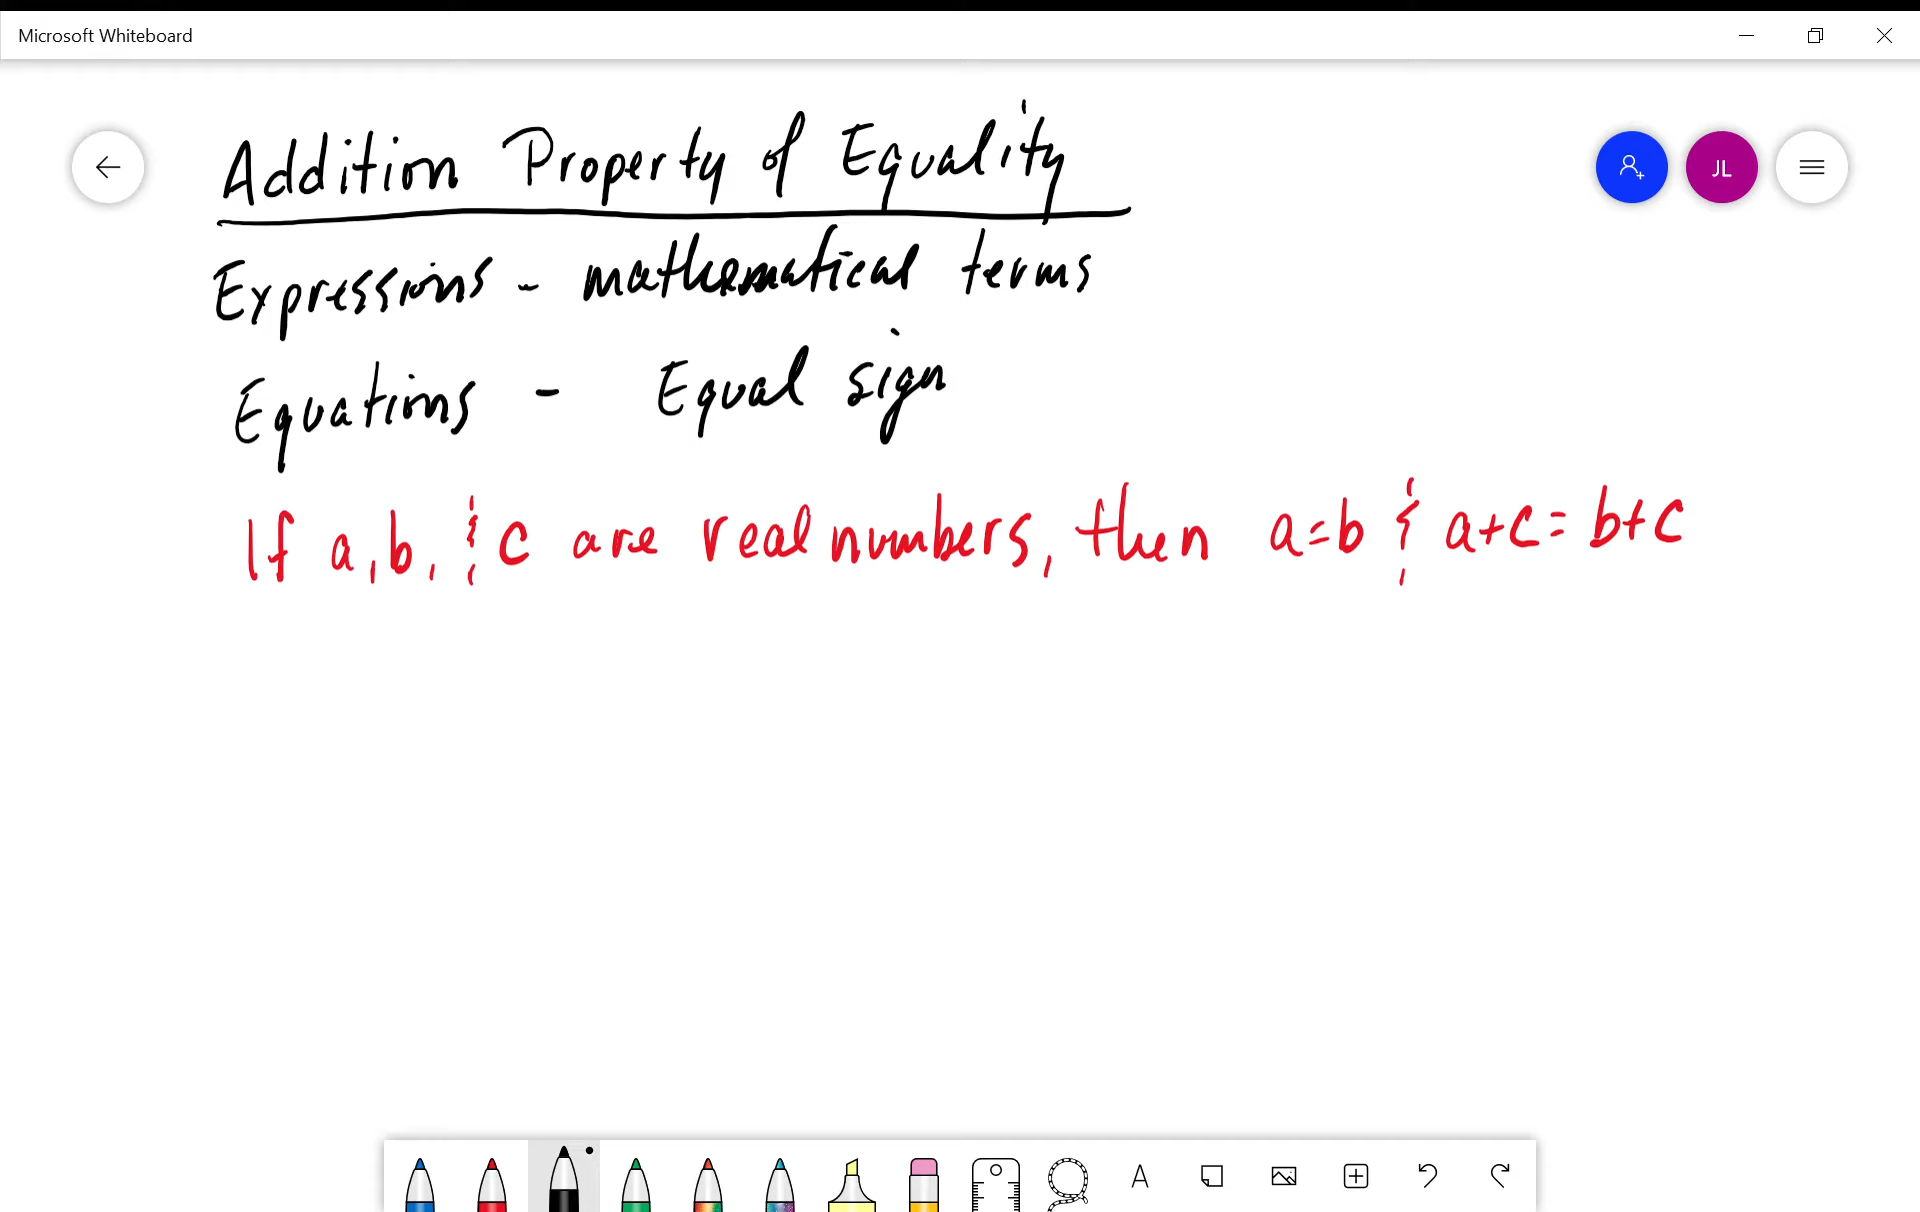 Microsoft Whiteboard
Addition Property of Equality
JL
Expressions - mathematical terms
Equations - Equal sign
If a, b, & c are real numbers, then a=b & a+c=b+c
A